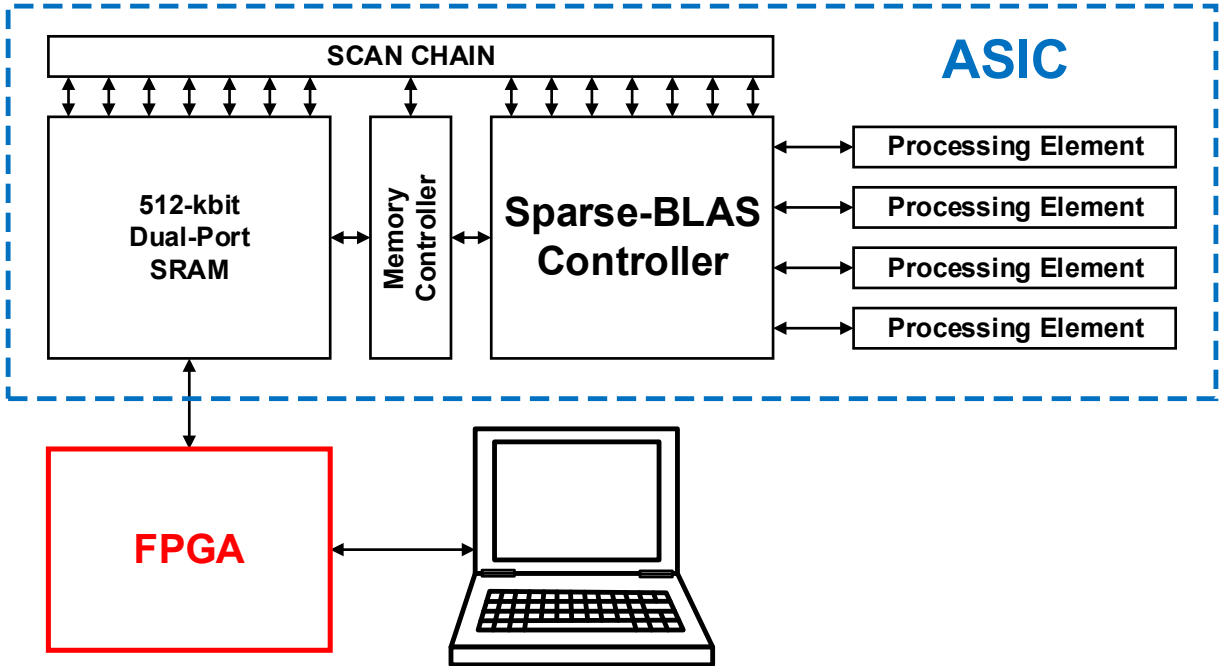 SCAN CHAIN
ASIC
512-kbit
Dual-Port
SRAM
Memory
Controller
Sparse-BLAS
Controller
Processing Element
Processing Element
Processing Element
Processing Element
FPGA